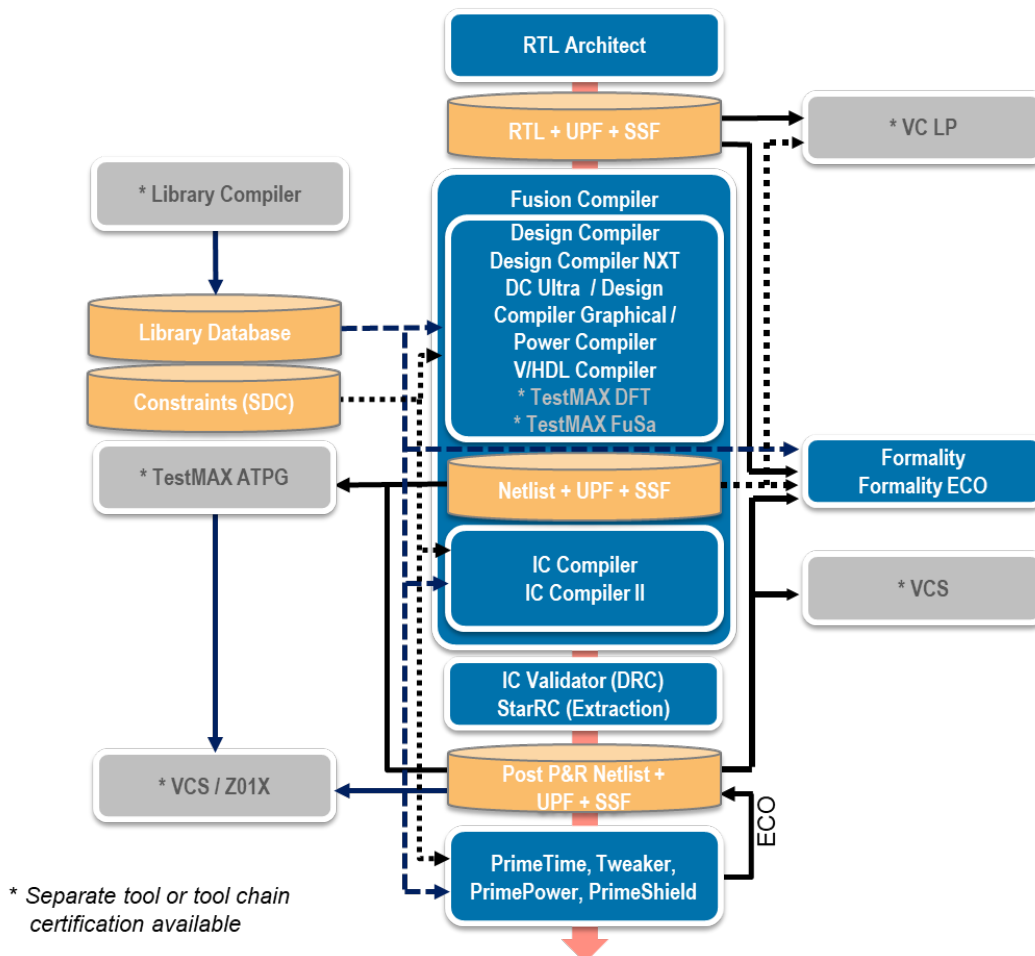 RTL Architect
RTL + UPF + SSF
* VC LP
* Library Compiler
Fusion Compiler
Design Compiler
Design Compiler NXT
DC Ultra / Design
Compiler Graphical /
Power Compiler
V/HDL Compiler
* TestMAX DFT
* TestMAX FuSa
Library Database
Constraints (SDC)
* TestMAX ATPG
Netlist + UPF + SSF
Formality
Formality ECO
IC Compiler
IC Compiler II
* VCS
IC Validator (DRC)
StarRC (Extraction)
* VCS / Z01X
Post P&R Netlist +
UPF + SSF
ECO
PrimeTime, Tweaker,
PrimePower, PrimeShield
* Separate tool or tool chain
certification available